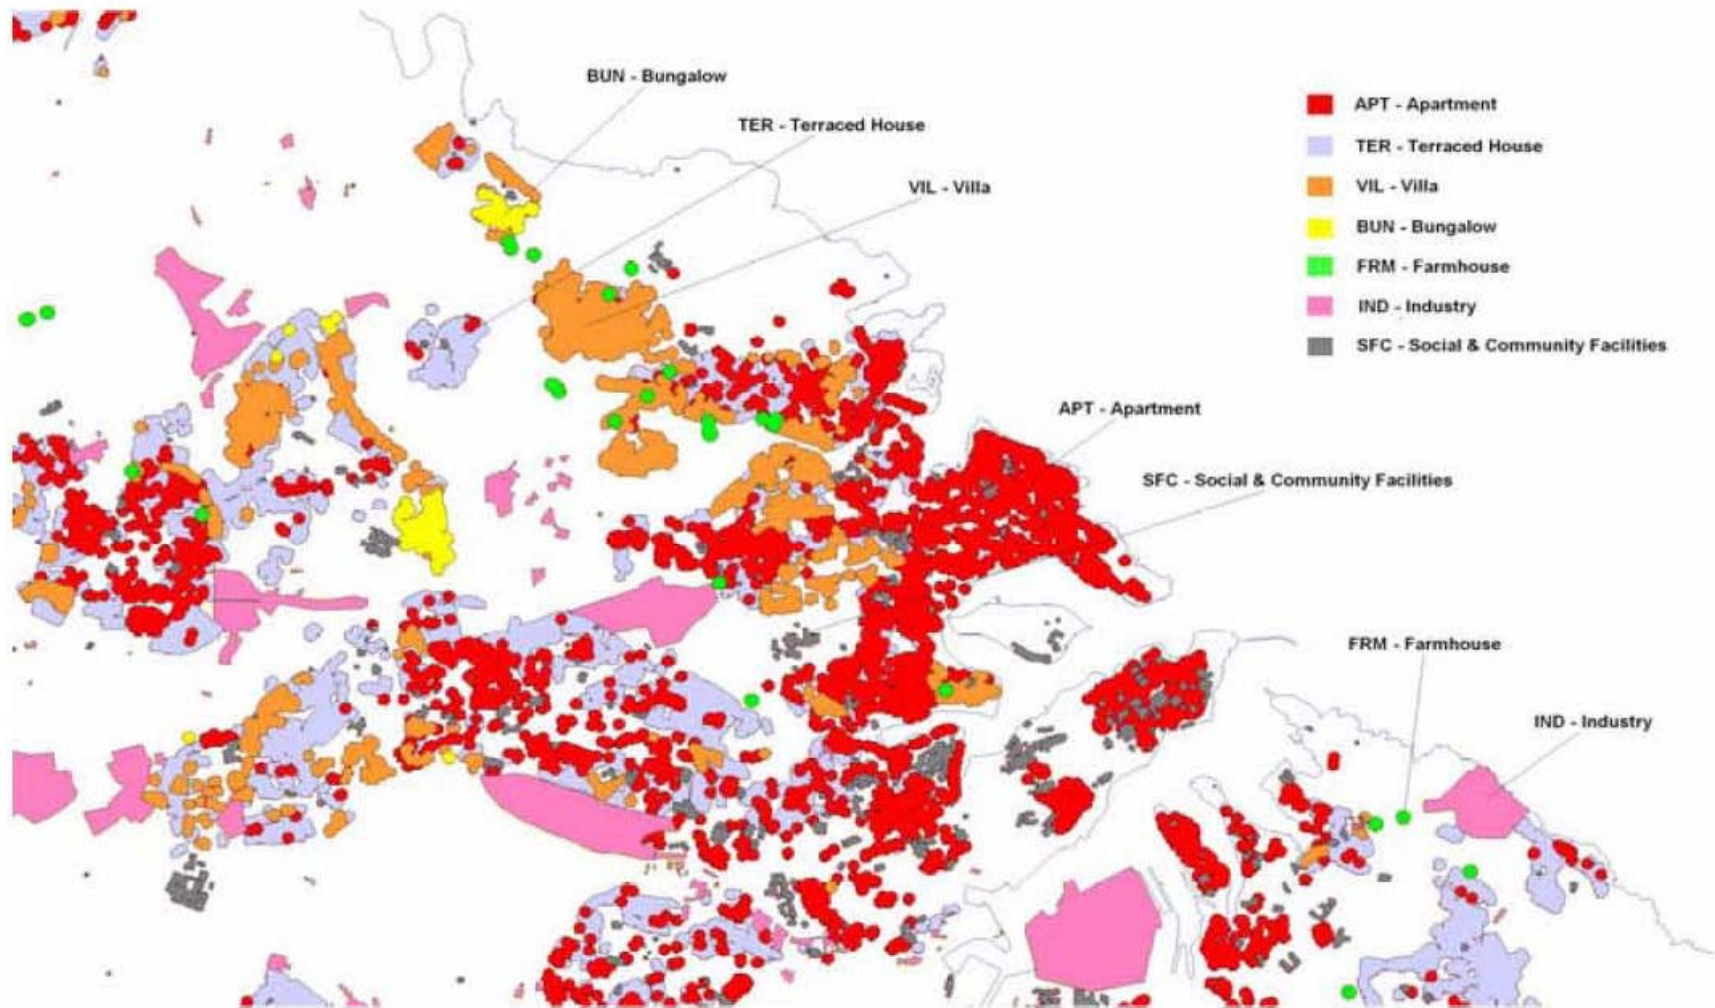 BUN - Bungalow
TER - Terraced House
VIL - Villa
APT - Apartment
TER - Terraced House
VIL - Villa
BUN - Bungalow
FRM - Farmhouse
IND - Industry
SFC - Social & Community Facilities
APT - Apartment
SFC - Social & Community Facilities
FRM - Farmhouse
IND - Industry